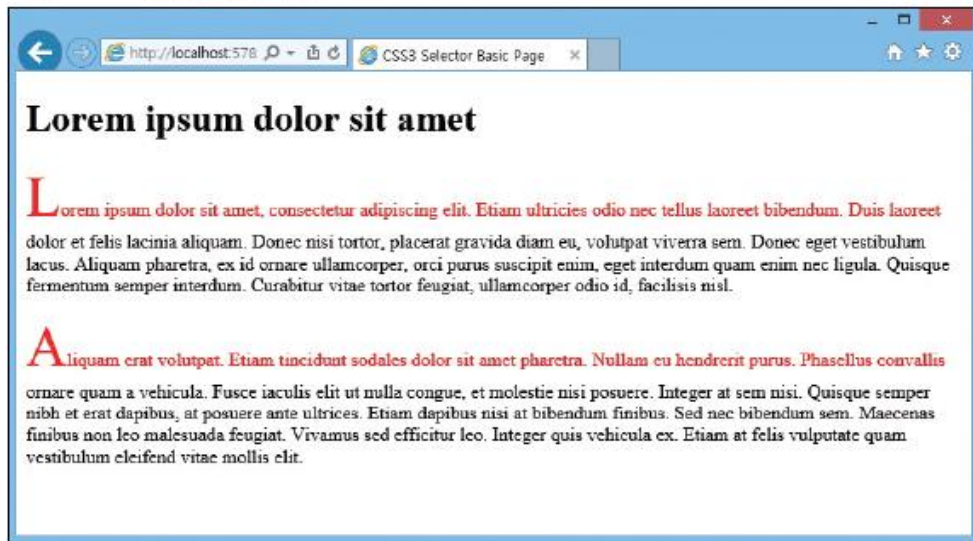 http://localhost:578
CSS3 Selector Basic Page
Lorem ipsum dolor sit amet
Lorem ipsum dolor sit amet, consectetur adipiscing elit. Etiam ultricies odio nec tellus laoreet bibendum. Duis laoreet
dolor et felis lacinia aliquam. Donec nisi tortor, placerat gravida diam eu, volutpat viverra sem. Donec eget vestibulum
lacus. Aliquam pharetra, ex id ornare ullamcorper, orci purus suscipit enim, eget interdum quam enim nec ligula. Quisque
fermentum semper interdum. Curabitur vitae tortor feugiat, ullamcorper odio id, facilisis nisl.
Aliquam erat volutpat. Etiam tincidunt sodales dolor sit amet pharetra. Nullam eu hendrerit purus. Phasellus convallis
ornare quam a vehicula. Fusce iaculis elit ut nulla congue, et molestie nisi posuere. Integer at sem nisi. Quisque semper
nibh et erat dapibus, at posuere ante ultrices. Etiam dapibus nisi at bibendum finibus. Sed nec bibendum sem. Maecenas
finibus non leo malesuada feugiat. Vivamus sed efficitur leo. Integer quis vehicula ex. Etiam at felis vulputate quam
vestibulum eleifend vitae mollis elit.